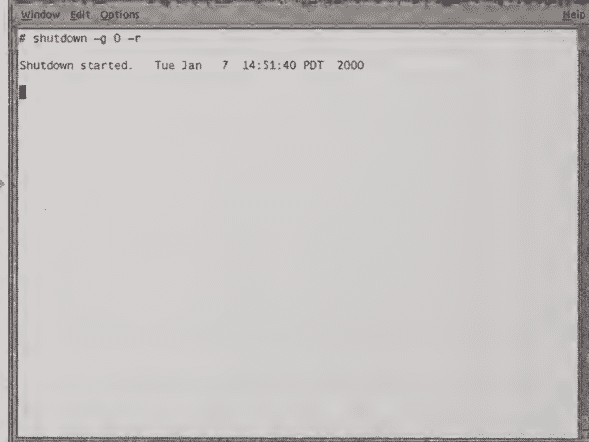 Window Edit Options Help
# shutdown -g 0 -r
Shutdown started. Tue Jan 7 14:51:40 PDT 2000